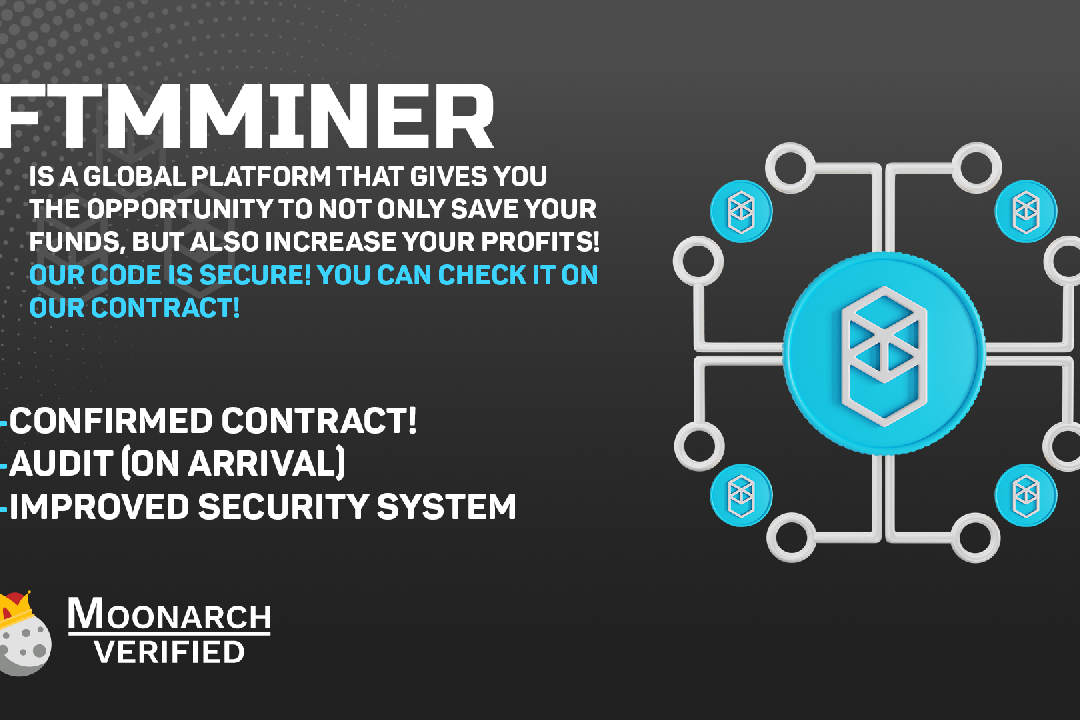 FTMMINER
IS A GLOBAL PLATFORM THAT GIVES YOU
THE OPPORTUNITY TO NOT ONLY SAVE YOUR
FUNDS, BUT ALSO INCREASE YOUR PROFITS!
OUR CODE IS SECURE! YOU CAN CHECK IT ON
OUR CONTRACT!
-CONFIRMED CONTRACT!
-AUDIT (ON ARRIVAL)
-IMPROVED SECURITY SYSTEM
MOONARCH
VERIFIED